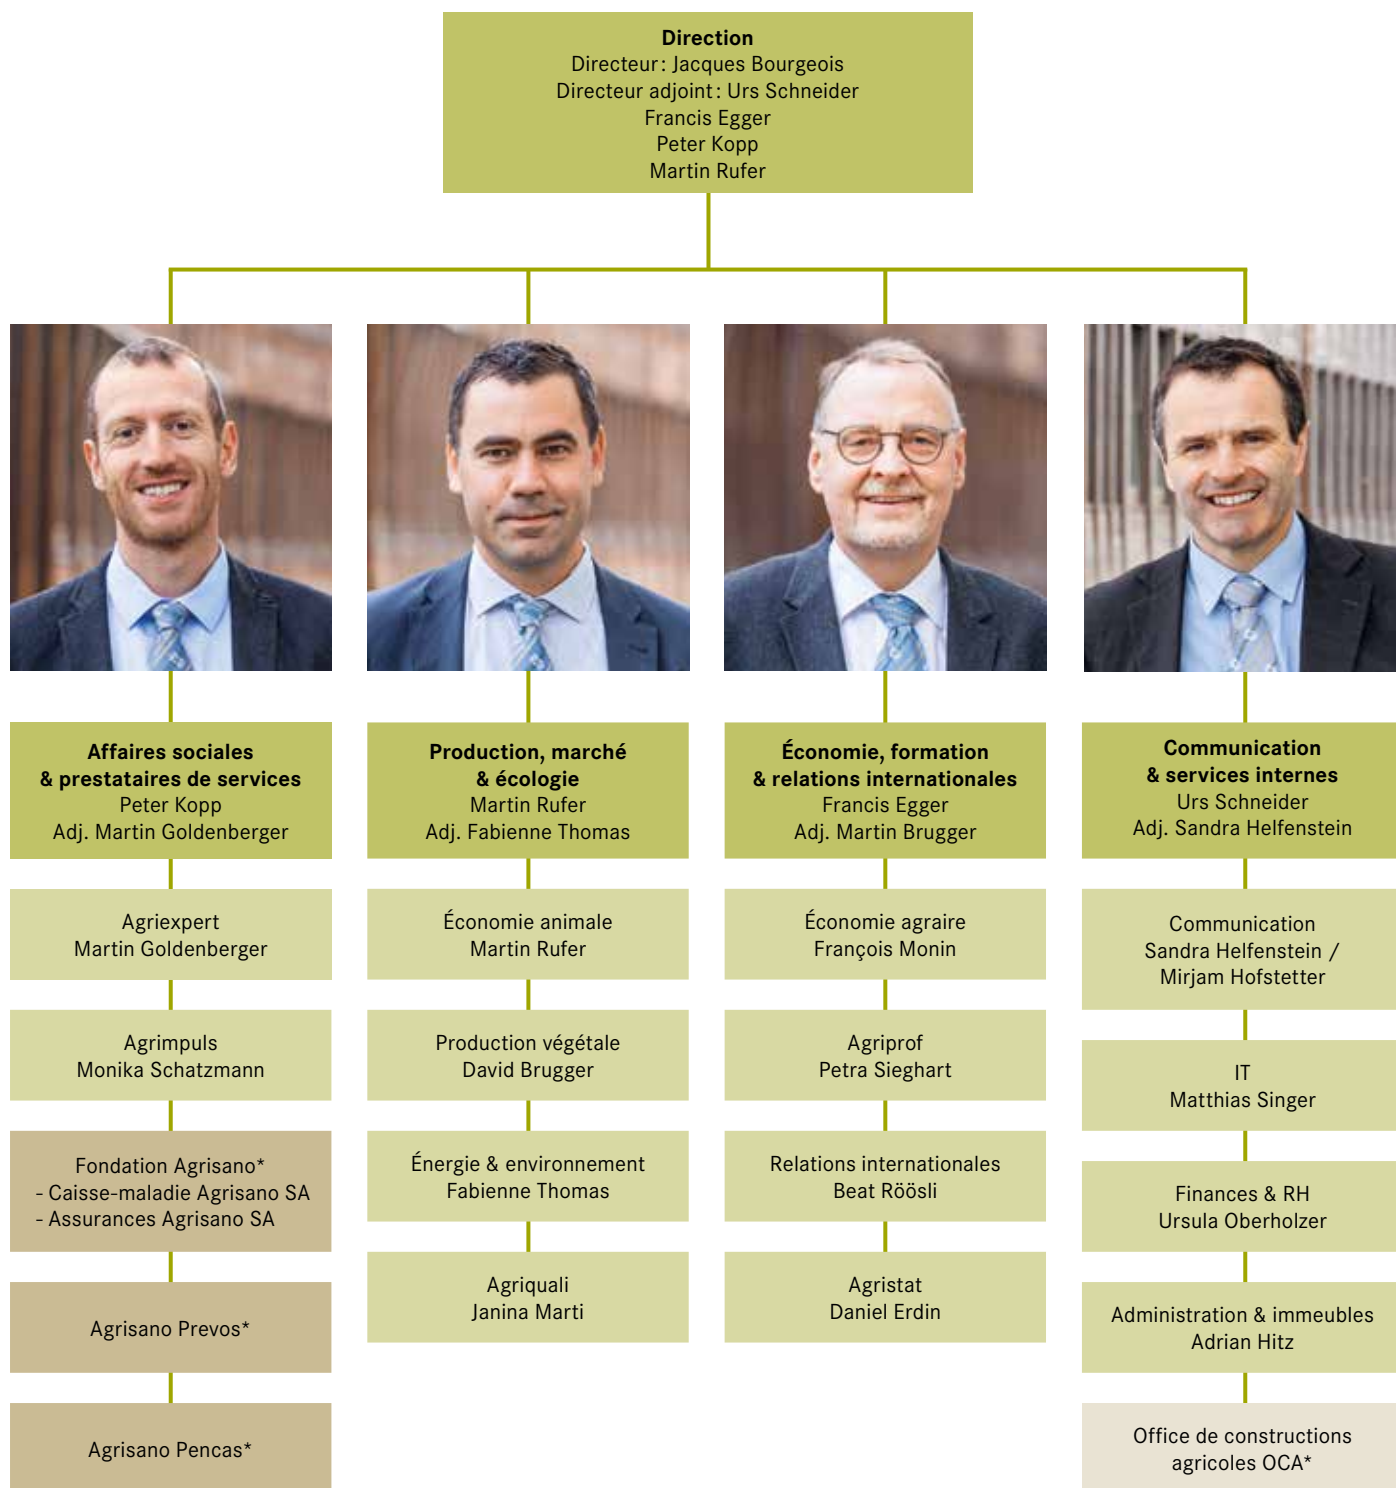 Direction
Directeur : Jacques Bourgeois
Directeur adjoint : Urs Schneider
Francis Egger
Peter Kopp
Martin Rufer
Affaires sociales
& prestataires de services
Peter Kopp
Adj. Martin Goldenberger
Agriexpert
Martin Goldenberger
Agrimpuls
Monika Schatzmann
Fondation Agrisano*
- Caisse-maladie Agrisano SA
- Assurances Agrisano SA
Agrisano Prevos*
Agrisano Pencas*
Production, marché
& écologie
Martin Rufer
Adj. Fabienne Thomas
Économie animale
Martin Rufer
Production végétale
David Brugger
Énergie & environnement
Fabienne Thomas
Agriquali
Janina Marti
Économie, formation
& relations internationales
Francis Egger
Adj. Martin Brugger
Économie agraire
François Monin
Agriprof
Petra Sieghart
Relations internationales
Beat Röösli
Agristat
Daniel Erdin
Communication
& services internes
Urs Schneider
Adj. Sandra Helfenstein
Communication
Sandra Helfenstein /
Mirjam Hofstetter
IT
Matthias Singer
Finances & RH
Ursula Oberholzer
Administration & immeubles
Adrian Hitz
Office de constructions
agricoles OCA*